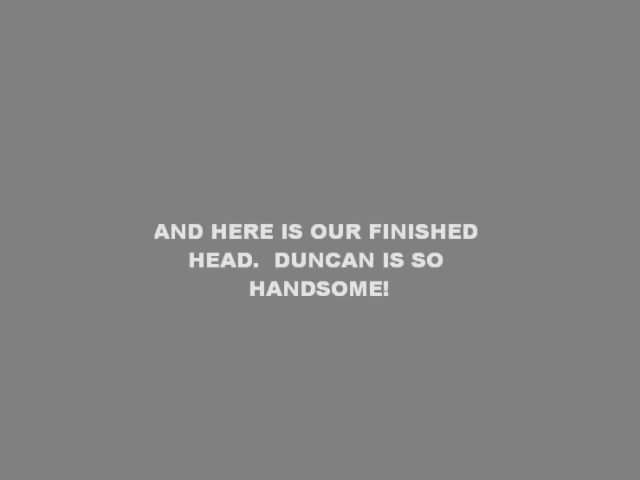 AND HERE IS OUR FINISHED
HEAD.  DUNCAN IS SO
HANDSOME!